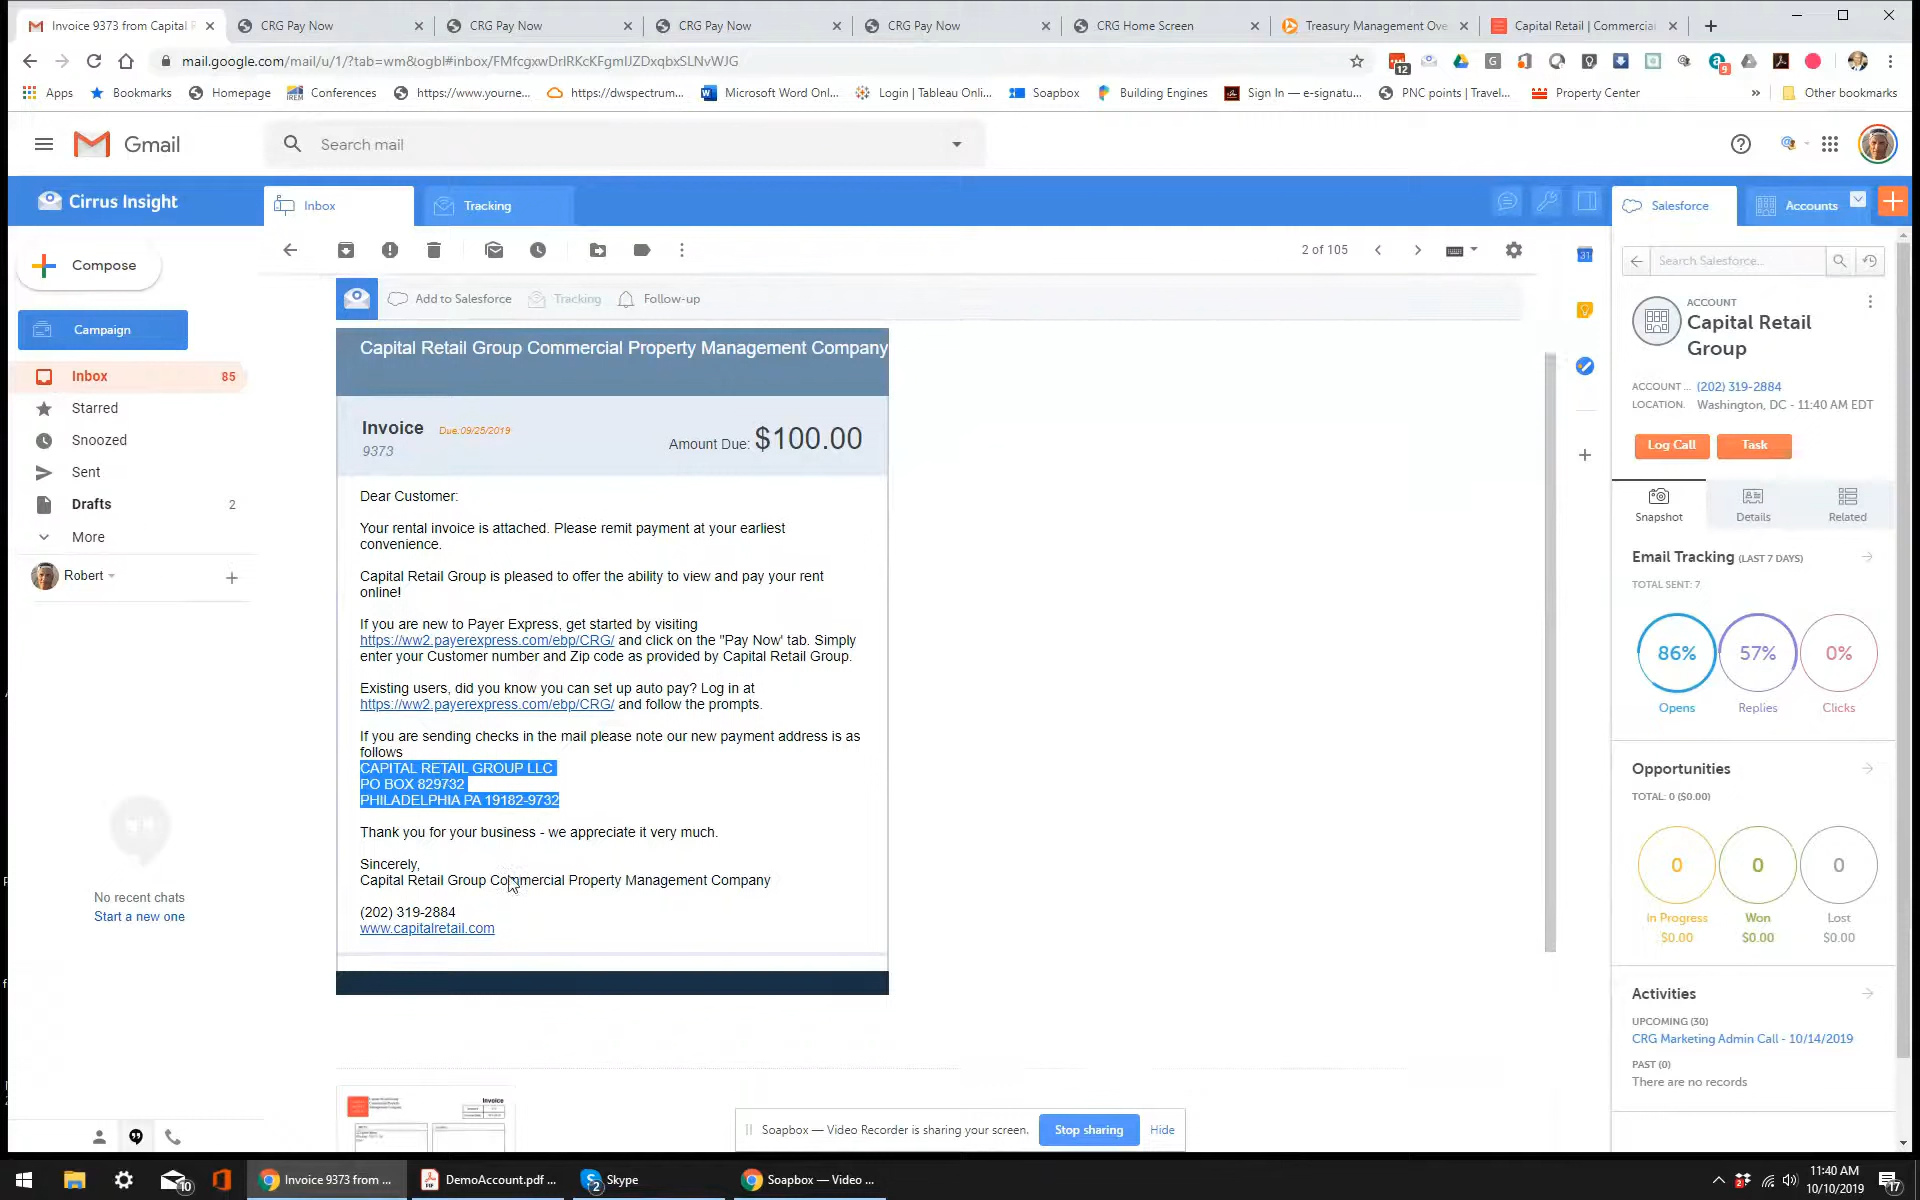 Invoice 9373 from Capital R
CRG Pay Now
CRG Pay Now
CRG Pay Now
CRG Pay Now
CRG Home Screen
Treasury Management Ove
Capital Retail | Commercial
mail.google.com/mail/u/1/?tab=wm&ogbl#inbox/FMfcgxwDrlRKcKFgmlJZDxqbxSLNvWJG
12
9
Apps
Bookmarks
Homepage
Conferences
https://www.yourne...
https://dwspectrum...
Microsoft Word Onl...
Login | Tableau Onli...
Soapbox
Building Engines
Sign In — e-signatu...
PNC points | Travel...
Property Center
»
Other bookmarks
Gmail
Search mail
Cirrus Insight
Inbox
Tracking
Salesforce
Accounts
Compose
2 of 105
Search Salesforce...
Add to Salesforce
Tracking
Follow-up
31
Campaign
Inbox 85
Starred
Snoozed
Sent
Drafts 2
More
Robert
No recent chats
Start a new one
Capital Retail Group Commercial Property Management Company
Invoice Due:09/25/2019
9373
Amount Due: $100.00
Dear Customer:
Your rental invoice is attached. Please remit payment at your earliest
convenience.
Capital Retail Group is pleased to offer the ability to view and pay your rent
online!
If you are new to Payer Express, get started by visiting
https://ww2.payerexpress.com/ebp/CRG/ and click on the "Pay Now' tab. Simply
enter your Customer number and Zip code as provided by Capital Retail Group.
Existing users, did you know you can set up auto pay? Log in at
https://ww2.payerexpress.com/ebp/CRG/ and follow the prompts.
If you are sending checks in the mail please note our new payment address is as
follows
CAPITAL RETAIL GROUP LLC
PO BOX 829732
PHILADELPHIA PA 19182-9732
Thank you for your business - we appreciate it very much.
Sincerely,
Capital Retail Group Commercial Property Management Company
(202) 319-2884
www.capitalretail.com
Invoice
ACCOUNT
Capital Retail
Group
ACCOUNT ... (202) 319-2884
LOCATION. Washington, DC - 11:40 AM EDT
Log Call
Task
Snapshot
Details
Related
Email Tracking (LAST 7 DAYS)
TOTAL SENT: 7
86%
57%
0%
Opens
Replies
Clicks
Opportunities
TOTAL: 0 ($0.00)
0
0
0
In Progress
Won
Lost
$0.00
$0.00
$0.00
Activities
UPCOMING (30)
CRG Marketing Admin Call - 10/14/2019
PAST (0)
There are no records
Soapbox — Video Recorder is sharing your screen.
Stop sharing
Hide
10
Invoice 9373 from ...
DemoAccount.pdf ...
2
Skype
Soapbox — Video ...
11:40 AM
10/10/2019
17